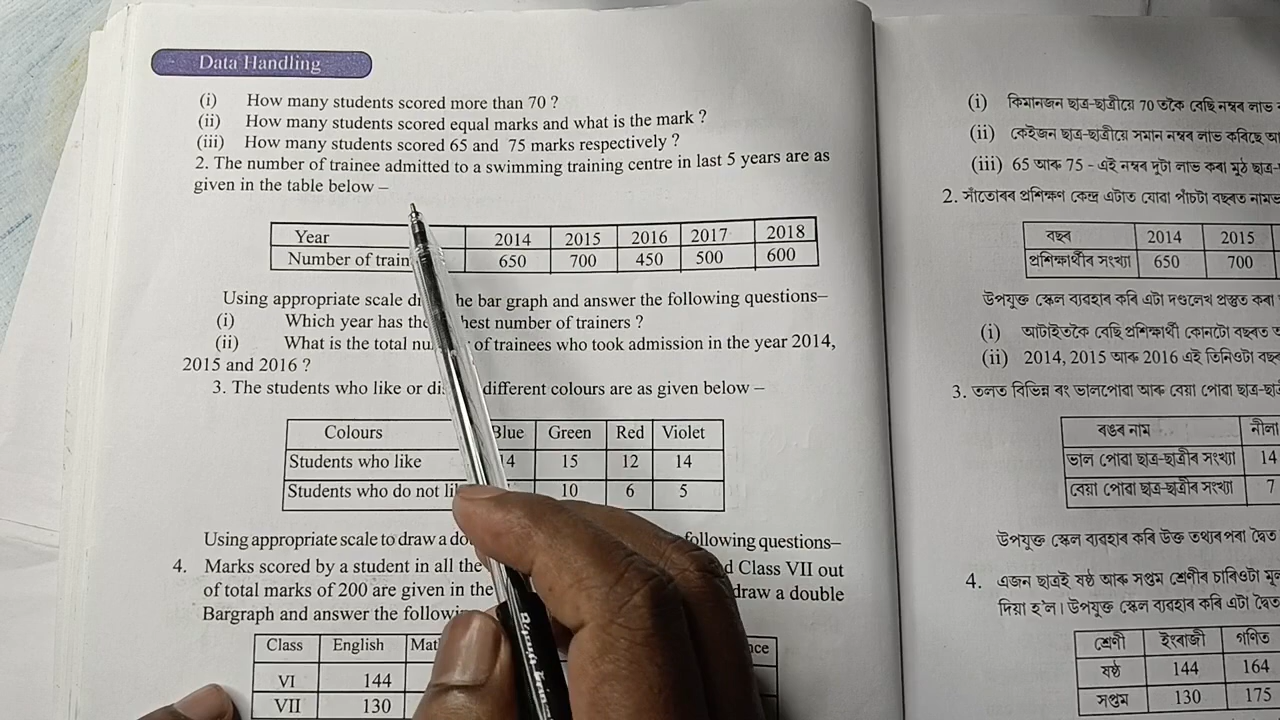 Data Handling
(i) How many students scored more than 70 ?
(ii) How many students scored equal marks and what is the mark ?
(iii) How many students scored 65 and 75 marks respectively ?
2. The number of trainee admitted to a swimming training centre in last 5 years are as
given in the table below –
Year 2014 2015 2016 2017 2018
Number of train 650 700 450 500 600
Using appropriate scale he bar graph and answer the following questions–
(i) Which year has the hest number of trainers ?
(ii) What is the total nu of trainees who took admission in the year 2014,
2015 and 2016 ?
3. The students who like or di different colours are as given below –
Colours Blue Green Red Violet
Students who like 4 15 12 14
Students who do not li 10 6 5
Using appropriate scale to draw a do following questions–
4. Marks scored by a student in all the d Class VII out
of total marks of 200 are given in the draw a double
Bargraph and answer the followi
Class English Mat nce
VI 144
VII 130
(i) কিমানজন ছাত্ৰ-ছাত্ৰীয়ে 70 তকৈ বেছি নম্বৰ লাভ
(ii) কেইজন ছাত্ৰ-ছাত্ৰীয়ে সমান নম্বৰ লাভ কৰিছে
(iii) 65 আৰু 75 - এই নম্বৰ দুটা লাভ কৰা মুঠ ছাত্ৰ-
2. সাঁতোৰৰ প্ৰশিক্ষণ কেন্দ্ৰ এটাত যোৱা পাঁচটা বছৰত নামভ
বছৰ 2014 2015
প্ৰশিক্ষাৰ্থীৰ সংখ্যা 650 700
উপযুক্ত স্কেল ব্যৱহাৰ কৰি এটা দণ্ডলেখ প্ৰস্তুত কৰা
(i) আটাইতকৈ বেছি প্ৰশিক্ষাৰ্থী কোনটো বছৰত
(ii) 2014, 2015 আৰু 2016 এই তিনিওটা বছ
3. তলত বিভিন্ন ৰং ভালপোৱা আৰু বেয়া পোৱা ছাত্ৰ-ছাত্ৰ
ৰঙৰ নাম নীলা
ভাল পোৱা ছাত্ৰ-ছাত্ৰীৰ সংখ্যা 14
বেয়া পোৱা ছাত্ৰ-ছাত্ৰীৰ সংখ্যা 7
উপযুক্ত স্কেল ব্যৱহাৰ কৰি উক্ত তথ্যৰ পৰা দ্বৈত
4. এজন ছাত্ৰই ষষ্ঠ আৰু সপ্তম শ্ৰেণীৰ চাৰিওটা মূল
দিয়া হ'ল। উপযুক্ত স্কেল ব্যৱহাৰ কৰি এটা দ্বৈত
শ্ৰেণী ইংৰাজী গণিত
ষষ্ঠ 144 164
সপ্তম 130 175